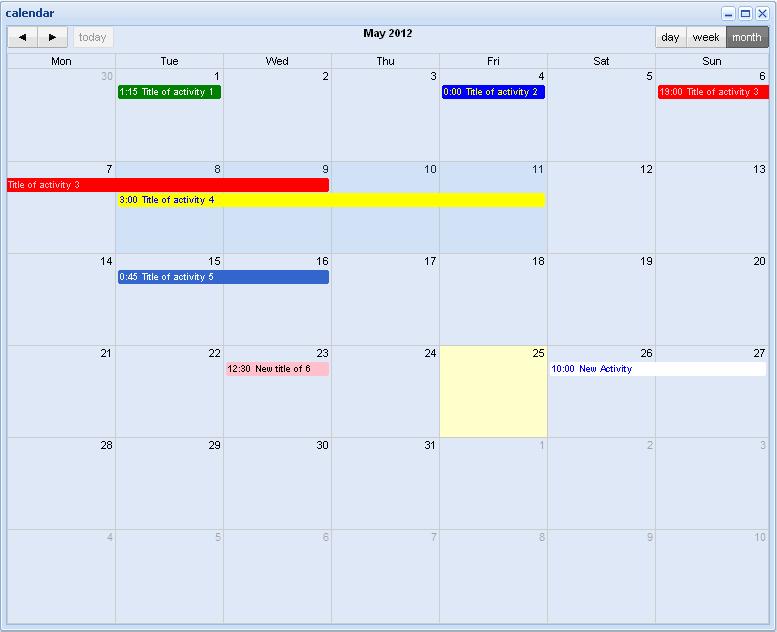 calendar
today
May 2012
day week month
Mon Tue Wed Thu Fri Sat Sun
30 1 2 3 4 5 6
1:15 Title of activity 1 0:00 Title of activity 2 19:00 Title of activity 3
7 8 9 10 11 12 13
Title of activity 3
3:00 Title of activity 4
14 15 16 17 18 19 20
0:45 Title of activity 5
21 22 23 24 25 26 27
12:30 New title of 6 10:00 New Activity
28 29 30 31 1 2 3
4 5 6 7 8 9 10